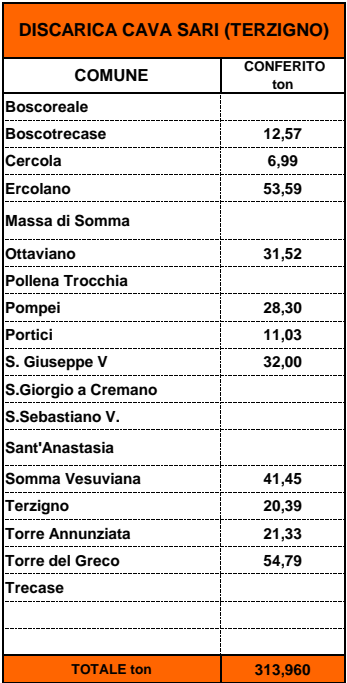 DISCARICA CAVA SARI (TERZIGNO)
COMUNE CONFERITO ton
Boscoreale
Boscotrecase 12,57
Cercola 6,99
Ercolano 53,59
Massa di Somma
Ottaviano 31,52
Pollena Trocchia
Pompei 28,30
Portici 11,03
S. Giuseppe V 32,00
S.Giorgio a Cremano
S.Sebastiano V.
Sant'Anastasia
Somma Vesuviana 41,45
Terzigno 20,39
Torre Annunziata 21,33
Torre del Greco 54,79
Trecase
TOTALE ton 313,960